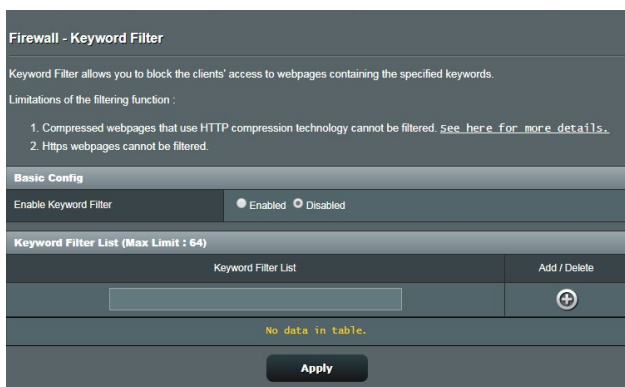 Firewall - Keyword Filter
Keyword Filter allows you to block the clients' access to webpages containing the specified keywords.
Limitations of the filtering function :
1. Compressed webpages that use HTTP compression technology cannot be filtered. See here for more details.
2. Https webpages cannot be filtered.
Basic Config
Enable Keyword Filter Enabled Disabled
Keyword Filter List (Max Limit : 64)
Keyword Filter List Add / Delete
No data in table.
Apply